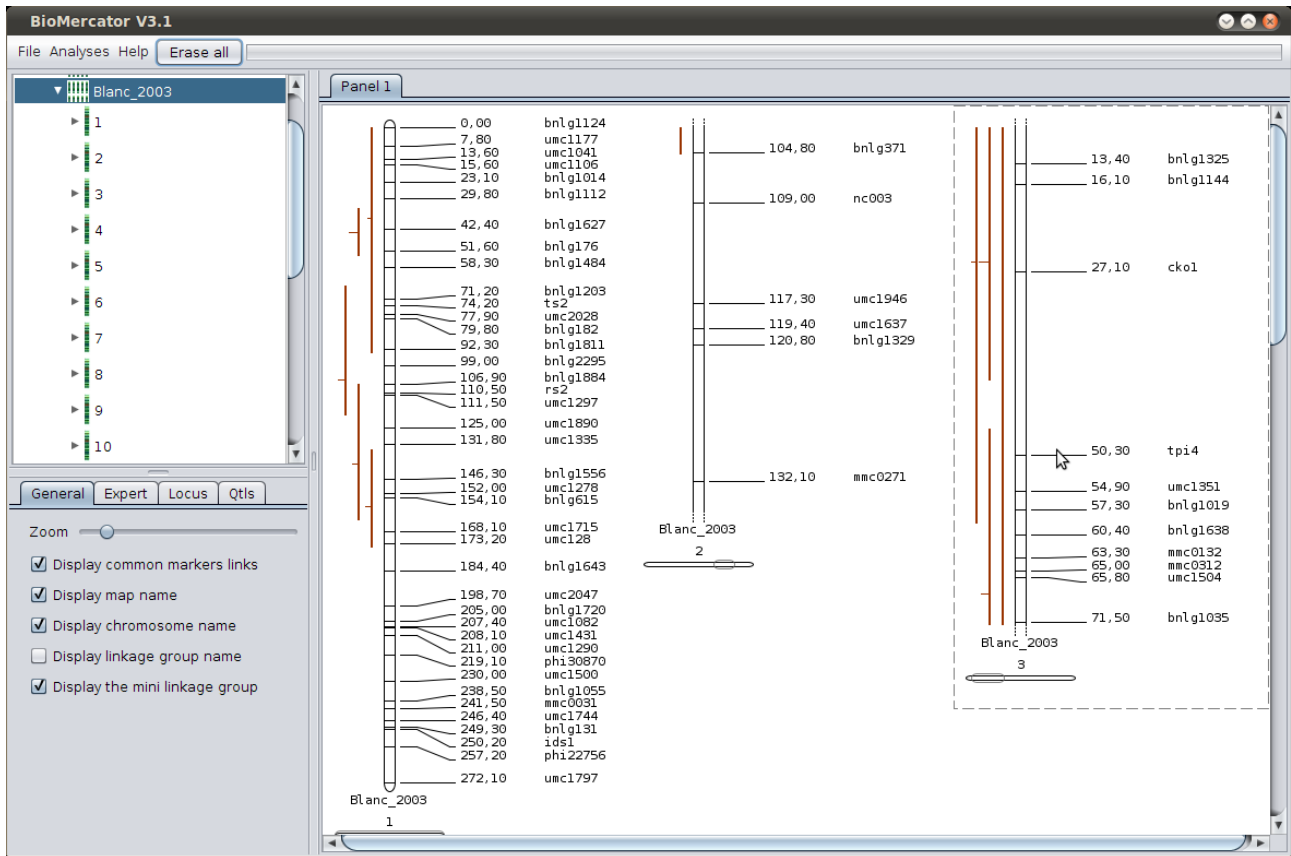 BioMercator V3.1
File Analyses Help Erase all
Blanc_2003
1
2
3
4
5
6
7
8
9
10
General Expert Locus Qtls
Zoom
Display common markers links
Display map name
Display chromosome name
Display linkage group name
Display the mini linkage group
Panel 1
0,00 bnlg1124
7,80 umc1177
13,60 umc1041
15,60 umc1106
23,10 bnlg1014
29,80 bnlg1112
42,40 bnlg1627
51,60 bnlg176
58,30 bnlg1484
71,20 bnlg1203
74,20 ts2
77,90 umc2028
79,80 bnlg182
92,30 bnlg1811
99,00 bnlg2295
106,90 bnlg1884
110,50 rs2
111,50 umc1297
125,00 umc1890
131,80 umc1335
146,30 bnlg1556
152,00 umc1278
154,10 bnlg615
168,10 umc1715
173,20 umc128
184,40 bnlg1643
198,70 umc2047
205,00 bnlg1720
207,40 umc1082
208,10 umc1431
211,00 umc1290
219,10 phi30870
230,00 umc1500
238,50 bnlg1055
241,50 mmc0031
246,40 umc1744
249,30 bnlg131
250,20 ids1
257,20 phi22756
272,10 umc1797
Blanc_2003
1
104,80 bnlg371
109,00 nc003
117,30 umc1946
119,40 umc1637
120,80 bnlg1329
132,10 mmc0271
Blanc_2003
2
13,40 bnlg1325
16,10 bnlg1144
27,10 cko1
50,30 tpi4
54,90 umc1351
57,30 bnlg1019
60,40 bnlg1638
63,30 mmc0132
65,00 mmc0312
65,80 umc1504
71,50 bnlg1035
Blanc_2003
3